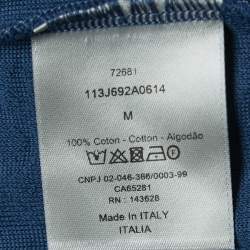 72681
113J692A0614
M
100% Coton - Cotton - Algodão
CNPJ 02-046-386/0003-99
CA65281
RN : 143628
Made In ITALY
ITALIA